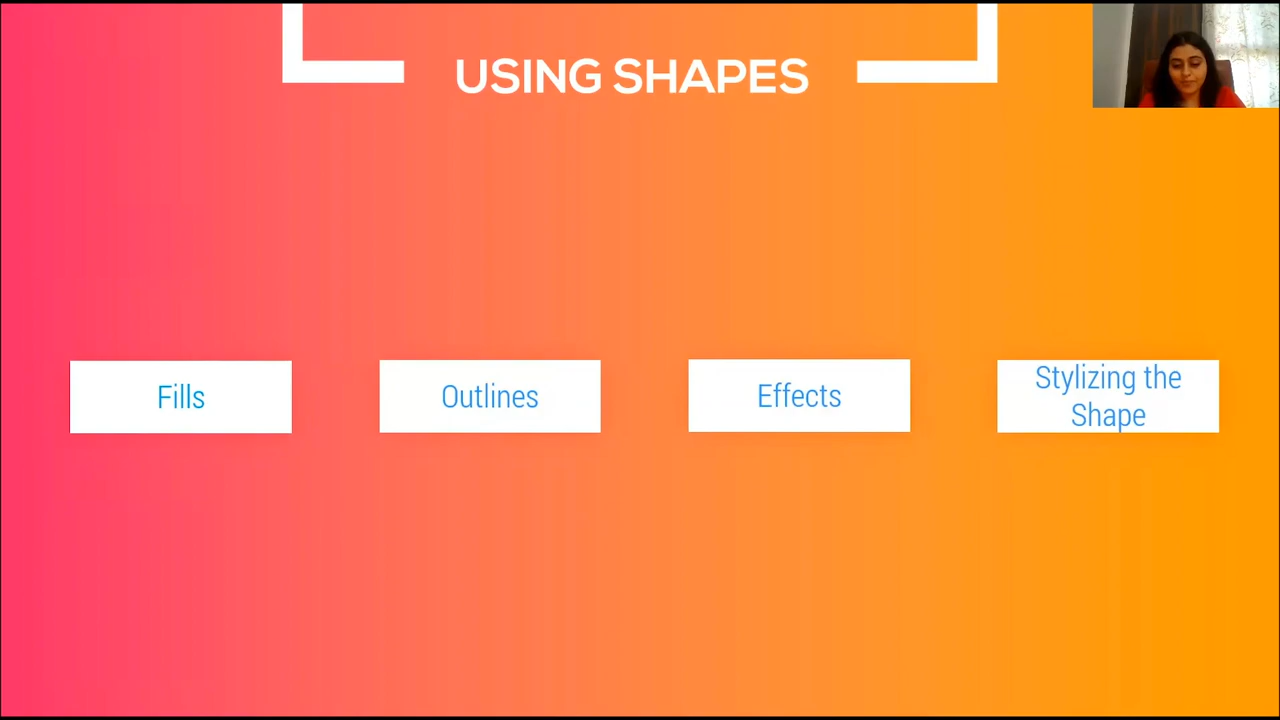 USING SHAPES
Fills
Outlines
Effects
Stylizing the
Shape